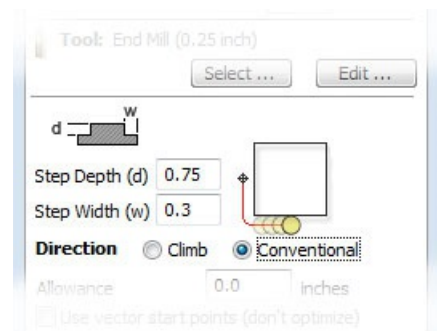 Tool: End Mill (0.25 inch)
Select ... Edit ...
w
d
Step Depth (d) 0.75
Step Width (w) 0.3
Direction Climb Conventional
Allowance 0.0 inches
Use vector start points (don't optimize)